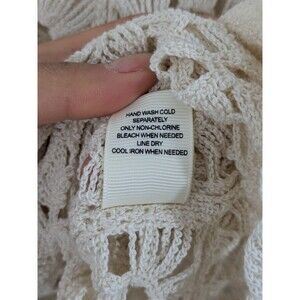 HAND WASH COLD
SEPARATELY
ONLY NON-CHLORINE
BLEACH WHEN NEEDED
LINE DRY
COOL IRON WHEN NEEDED